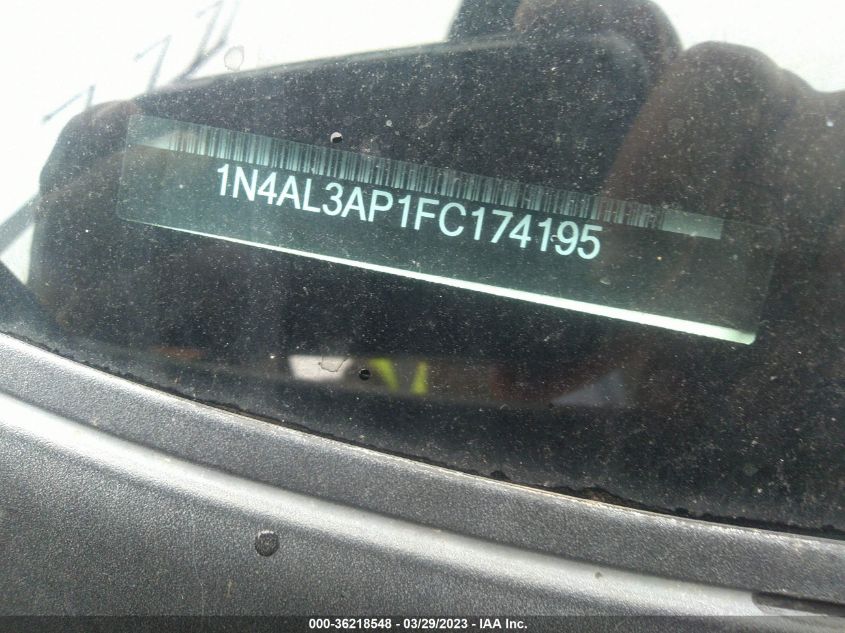 1N4AL3AP1FC174195
000-36218548 - 03/29/2023 - IAA Inc.